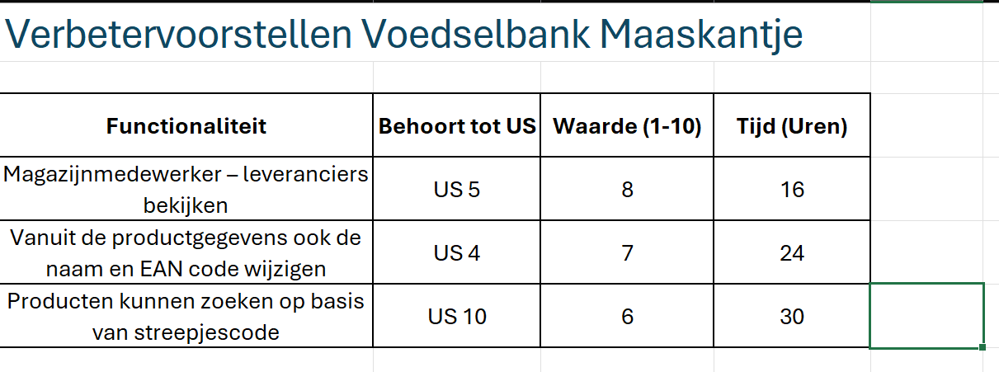 Verbetervoorstellen Voedselbank Maaskantje
Functionaliteit Behoort tot US Waarde (1-10) Tijd (Uren)
Magazijnmedewerker – leveranciers
bekijken
US 5 8 16
Vanuit de productgegevens ook de
naam en EAN code wijzigen
US 4 7 24
Producten kunnen zoeken op basis
van streepjescode
US 10 6 30